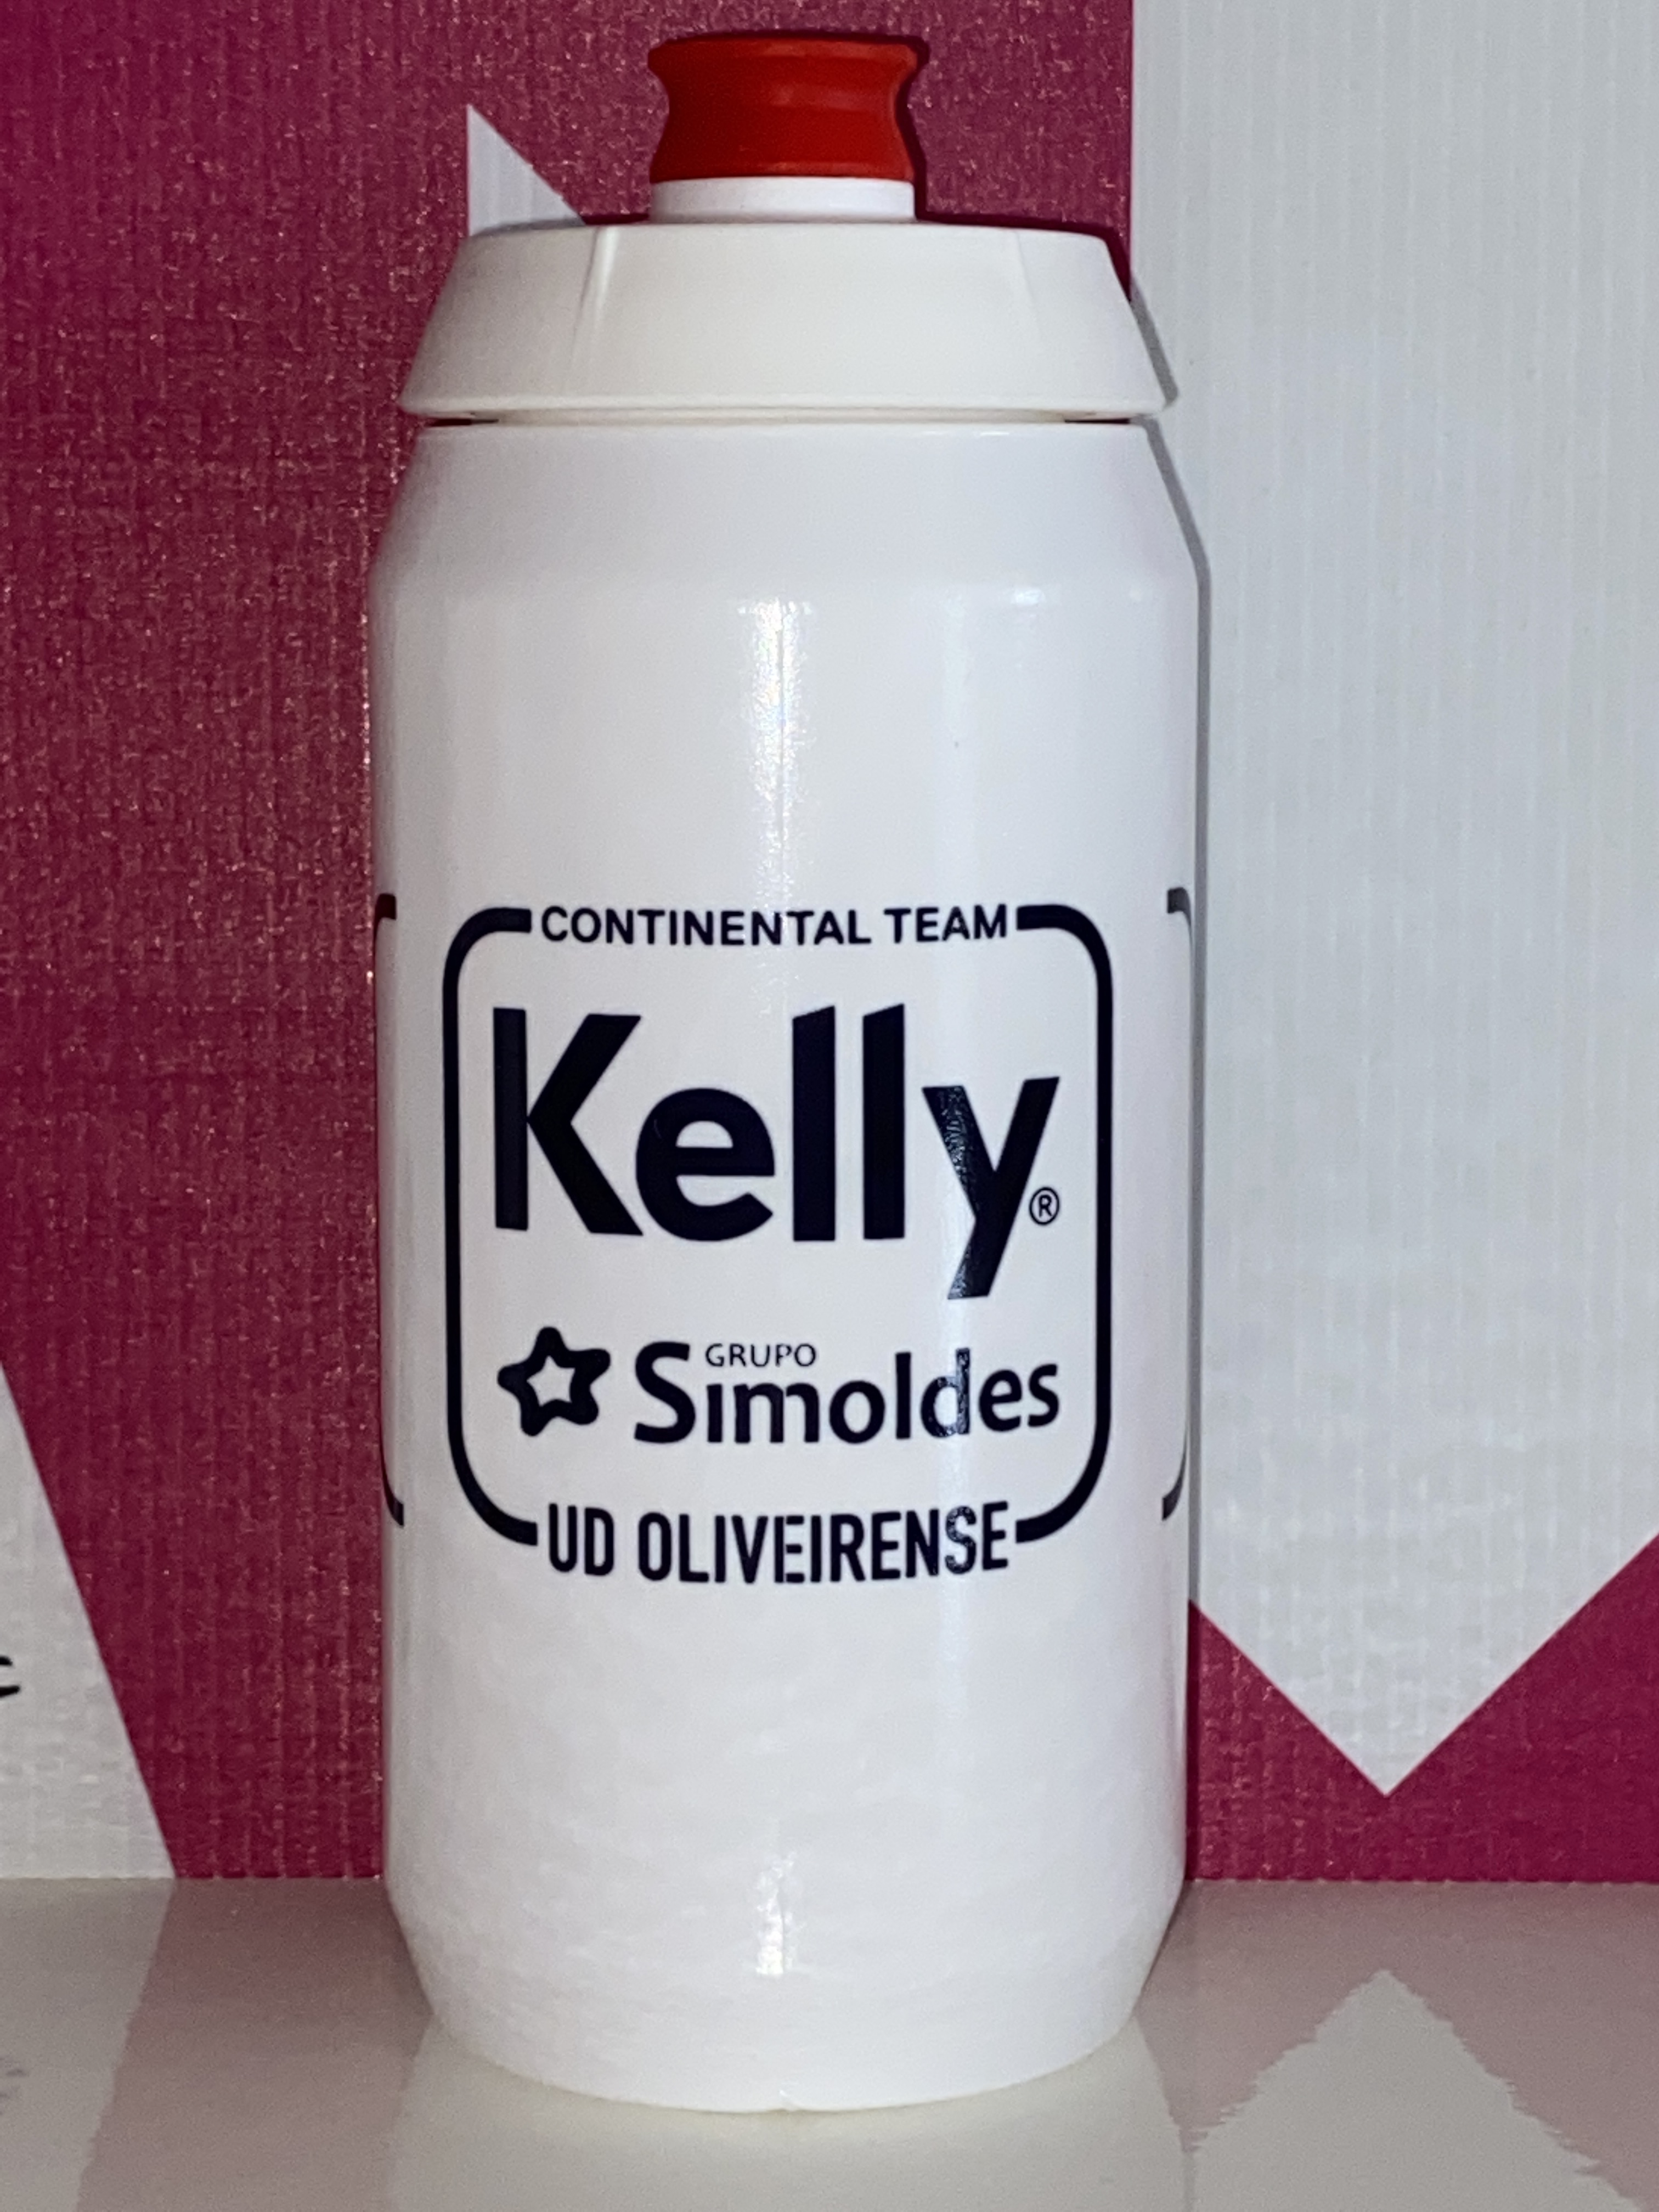 CONTINENTAL TEAM
Kelly®
GRUPO
Simoldes
UD OLIVEIRENSE